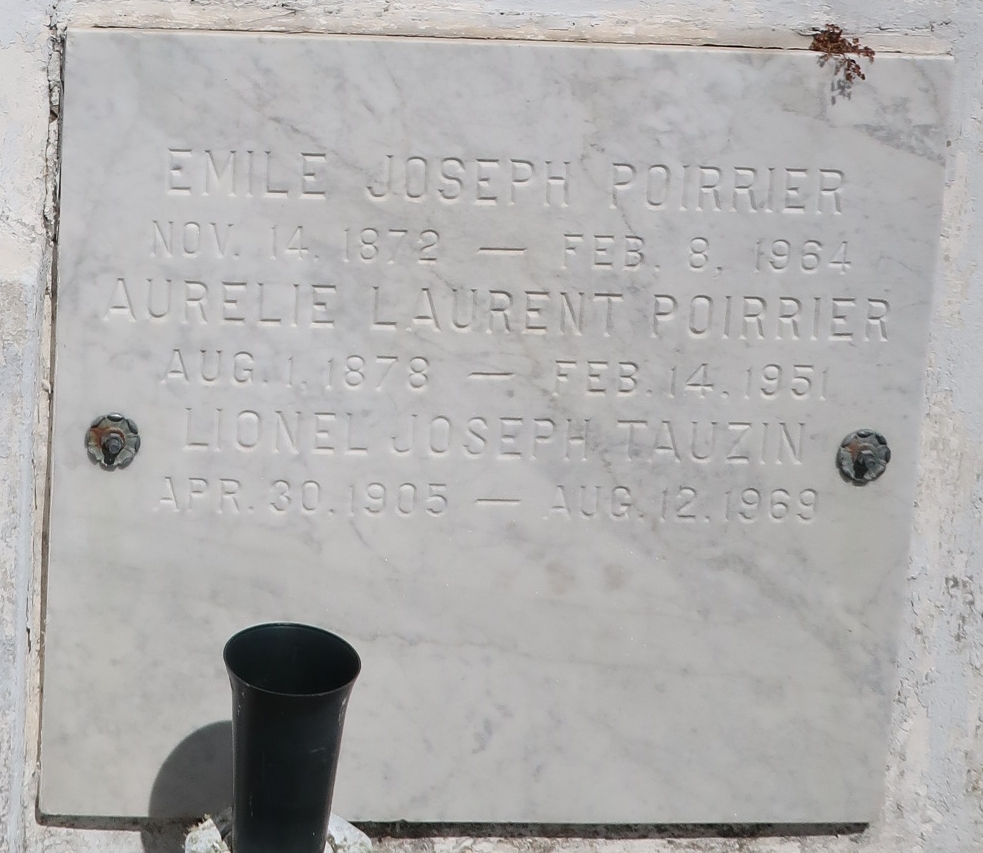 EMILE JOSEPH POIRRIER
NOV. 14, 1872 — FEB. 8, 1964
AURELIE LAURENT POIRRIER
AUG. 1, 1878 — FEB. 14, 1951
LIONEL JOSEPH TAUZIN
APR. 30, 1905 — AUG. 12, 1969